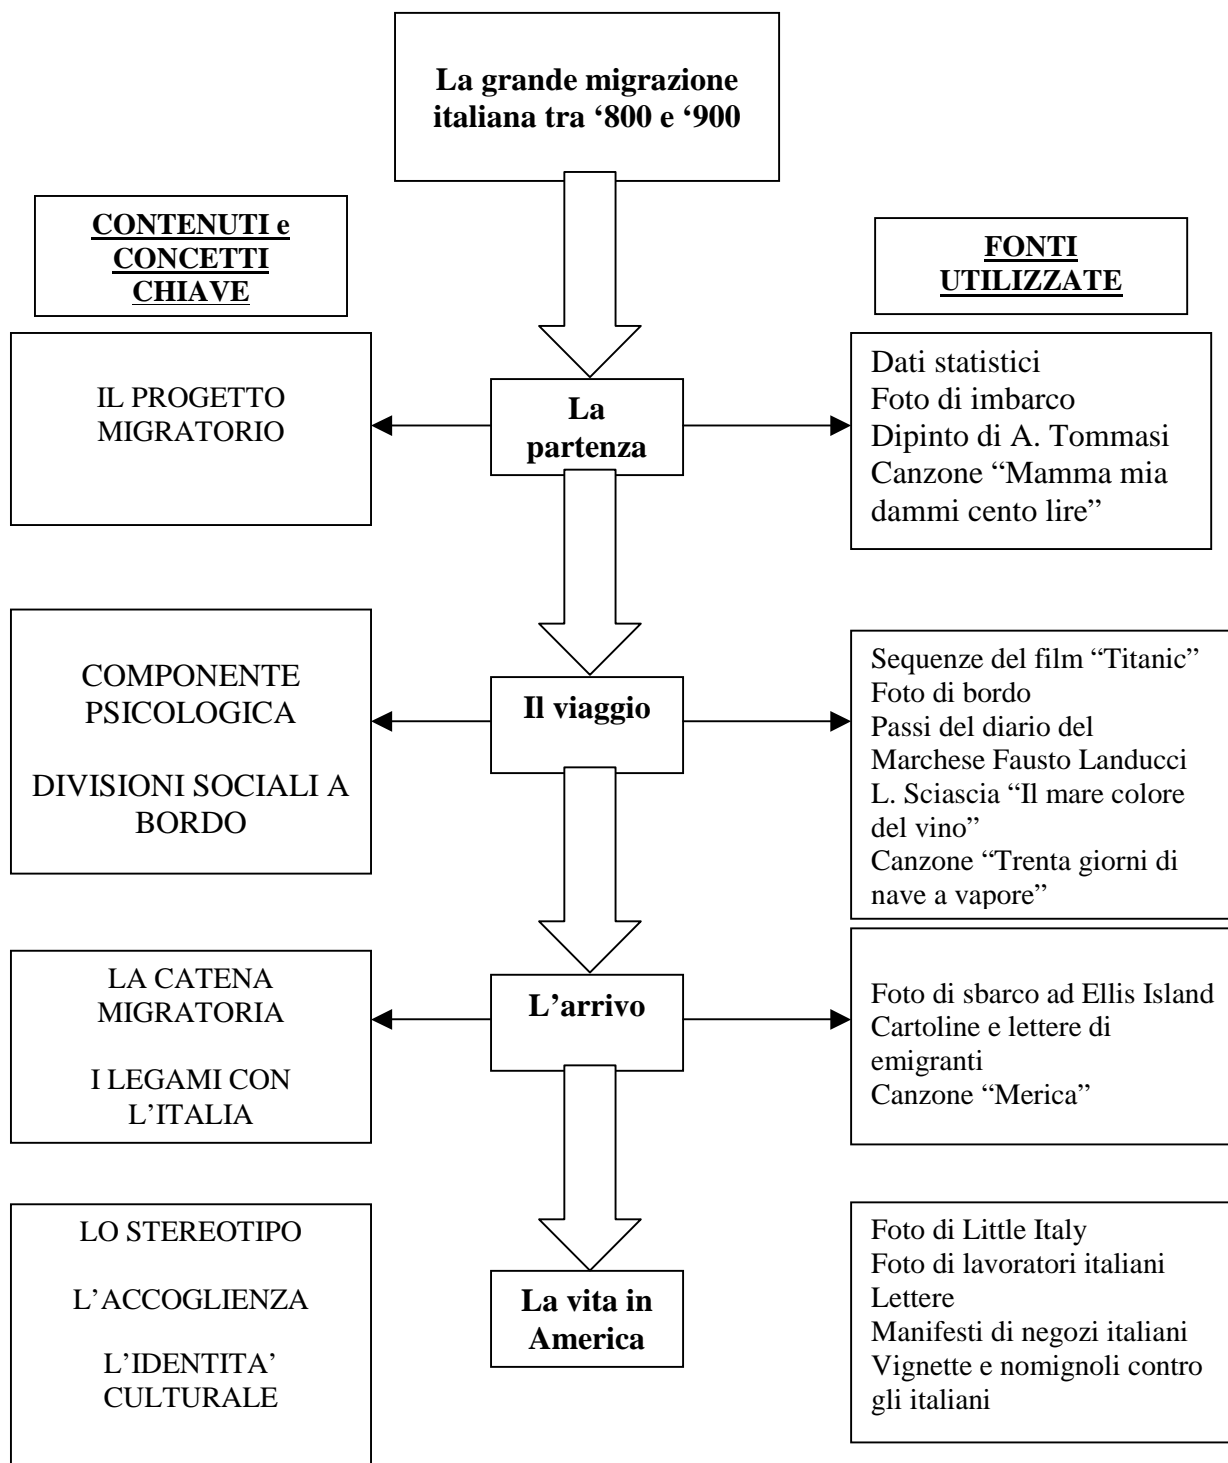 La grande migrazione
italiana tra ‘800 e ‘900
CONTENUTI e
CONCETTI
CHIAVE
FONTI
UTILIZZATE
IL PROGETTO
MIGRATORIO
La
partenza
Dati statistici
Foto di imbarco
Dipinto di A. Tommasi
Canzone “Mamma mia
dammi cento lire”
COMPONENTE
PSICOLOGICA
DIVISIONI SOCIALI A
BORDO
Il viaggio
Sequenze del film “Titanic”
Foto di bordo
Passi del diario del
Marchese Fausto Landucci
L. Sciascia “Il mare colore
del vino”
Canzone “Trenta giorni di
nave a vapore”
LA CATENA
MIGRATORIA
I LEGAMI CON
L’ITALIA
L’arrivo
Foto di sbarco ad Ellis Island
Cartoline e lettere di
emigranti
Canzone “Merica”
LO STEREOTIPO
L’ACCOGLIENZA
L’IDENTITA’
CULTURALE
La vita in
America
Foto di Little Italy
Foto di lavoratori italiani
Lettere
Manifesti di negozi italiani
Vignette e nomignoli contro
gli italiani